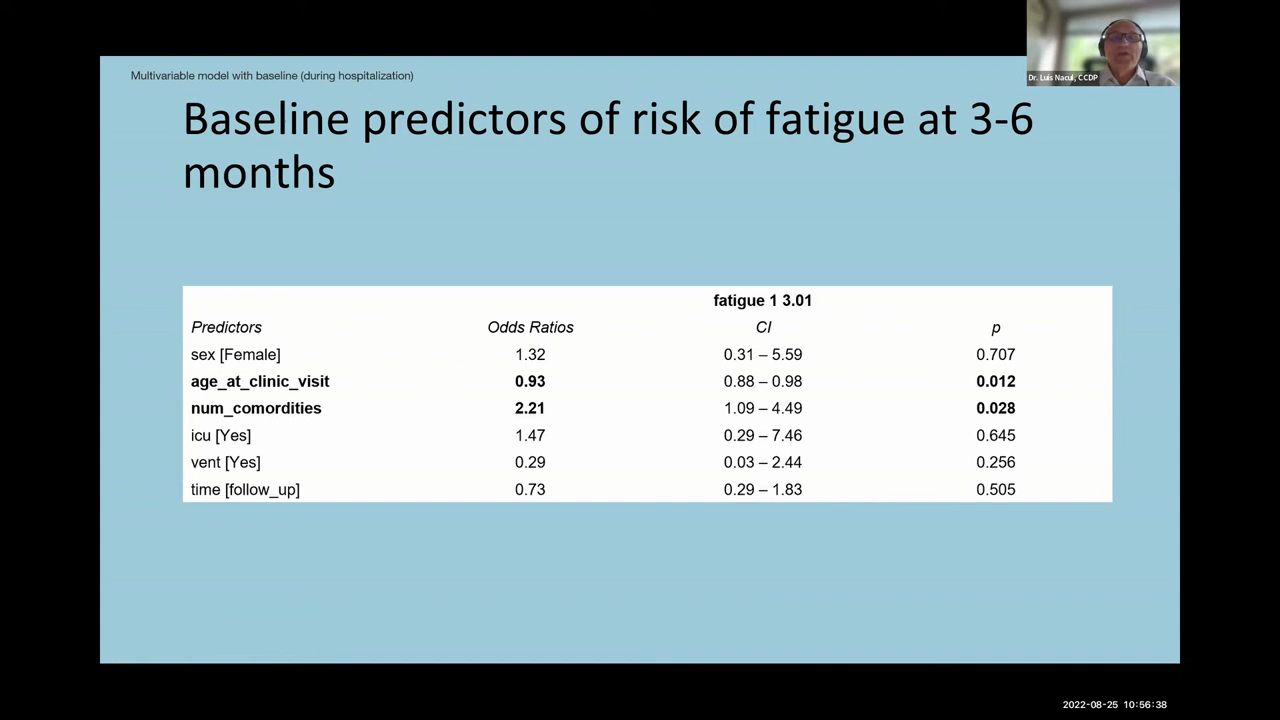 Multivariable model with baseline (during hospitalization)
Baseline predictors of risk of fatigue at 3-6
months
fatigue 1 3.01
Predictors Odds Ratios CI p
sex [Female] 1.32 0.31 – 5.59 0.707
age_at_clinic_visit 0.93 0.88 – 0.98 0.012
num_comordities 2.21 1.09 – 4.49 0.028
icu [Yes] 1.47 0.29 – 7.46 0.645
vent [Yes] 0.29 0.03 – 2.44 0.256
time [follow_up] 0.73 0.29 – 1.83 0.505
Dr. Luis Nacul, CCDP
2022-08-25 10:56:38